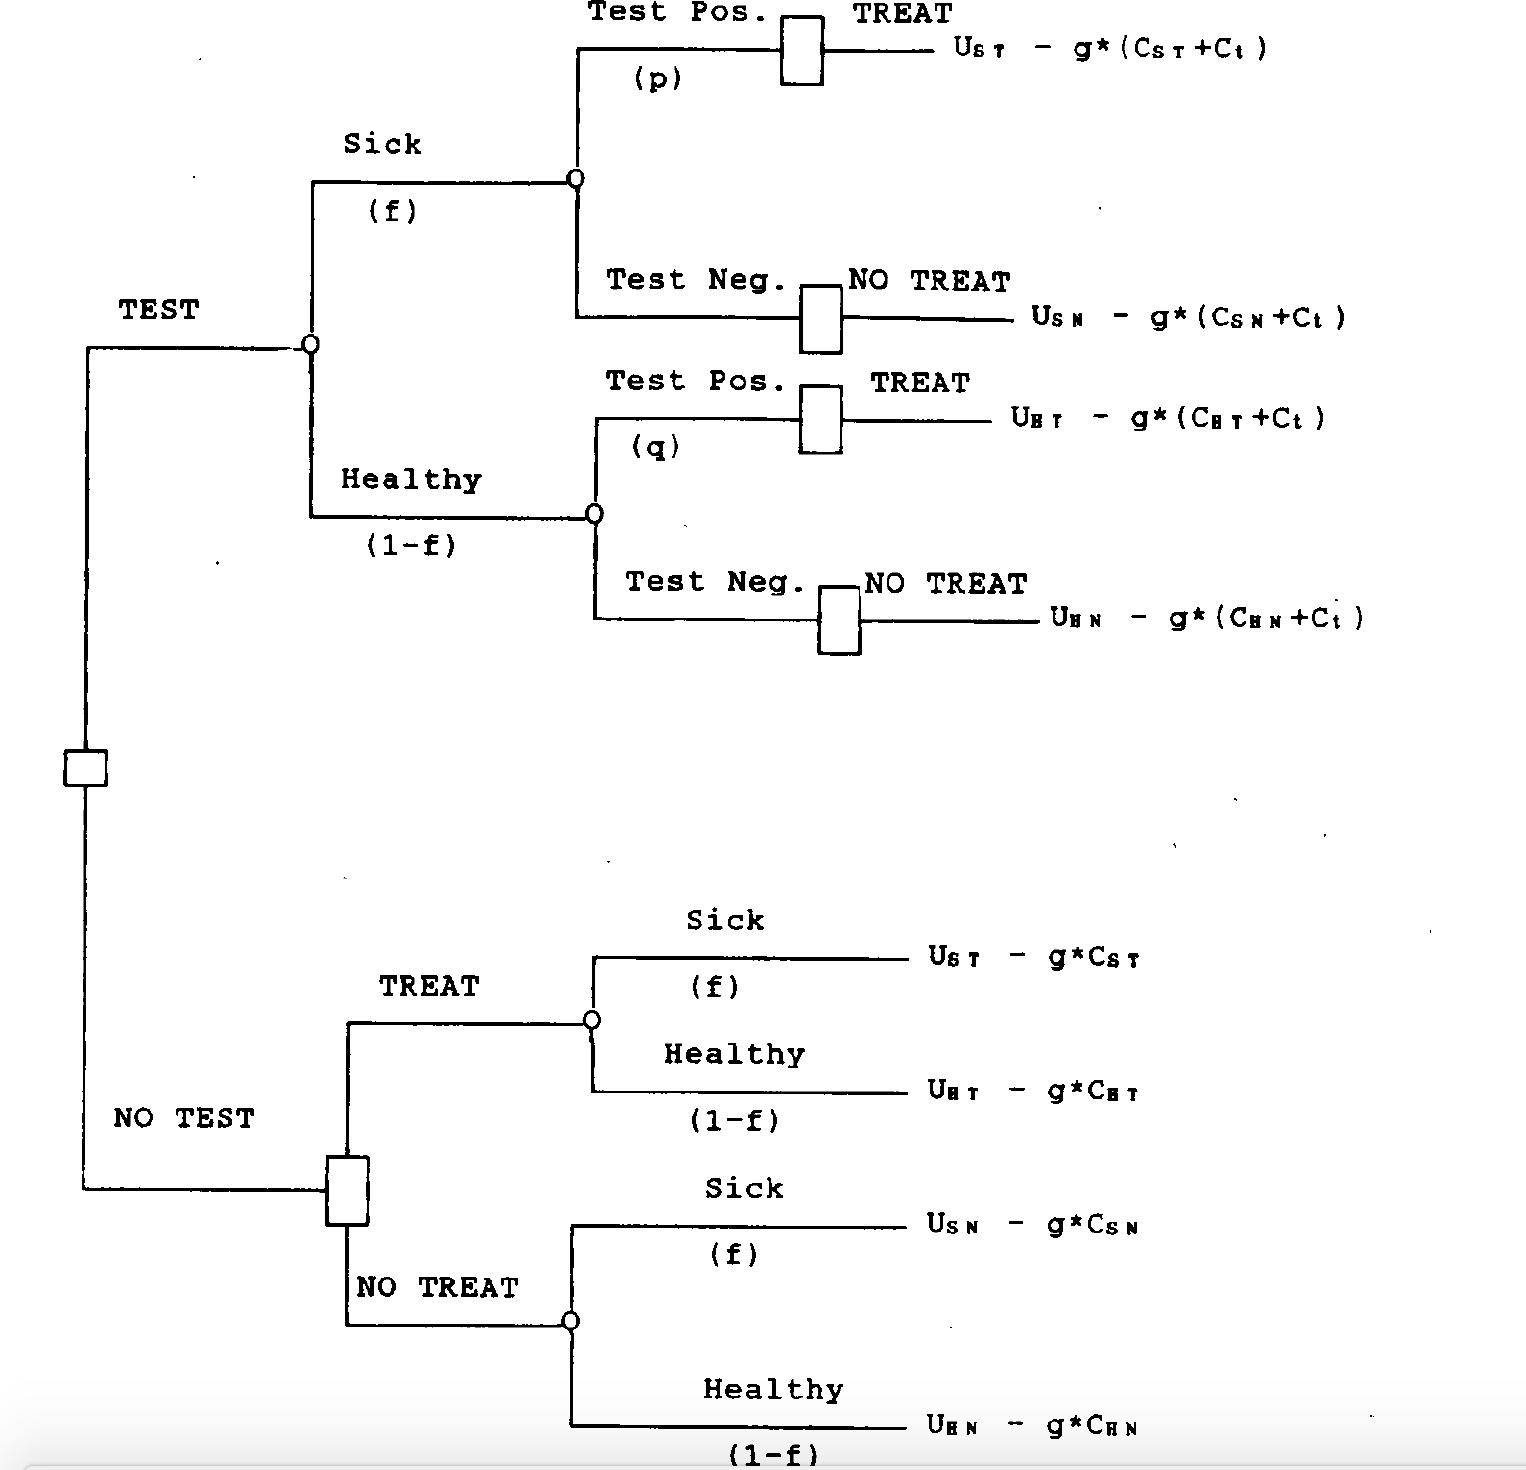 Test Pos. TREAT
UST - g*(CST+Ct)
(p)
Sick
(f)
Test Neg. NO TREAT
TEST
USN - g*(CSN+Ct)
Test Pos. TREAT
UHT - g*(CHT+Ct)
(q)
Healthy
(1-f)
Test Neg. NO TREAT
UHN - g*(CHN+Ct)
Sick
UST - g*CST
TREAT
(f)
Healthy
UHT - g*CHT
NO TEST
(1-f)
Sick
USN - g*CSN
(f)
NO TREAT
Healthy
UHN - g*CHN
(1-f)